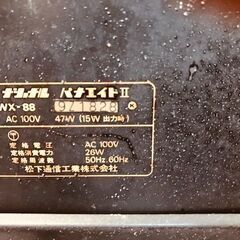 ナショナル パナエイドⅡ
WX-88 971828
AC 100V 47W (15W 出力時)
定格電圧 AC 100V
定格消費電力 26W
定格周波数 50Hz.60Hz
松下通信工業株式会社